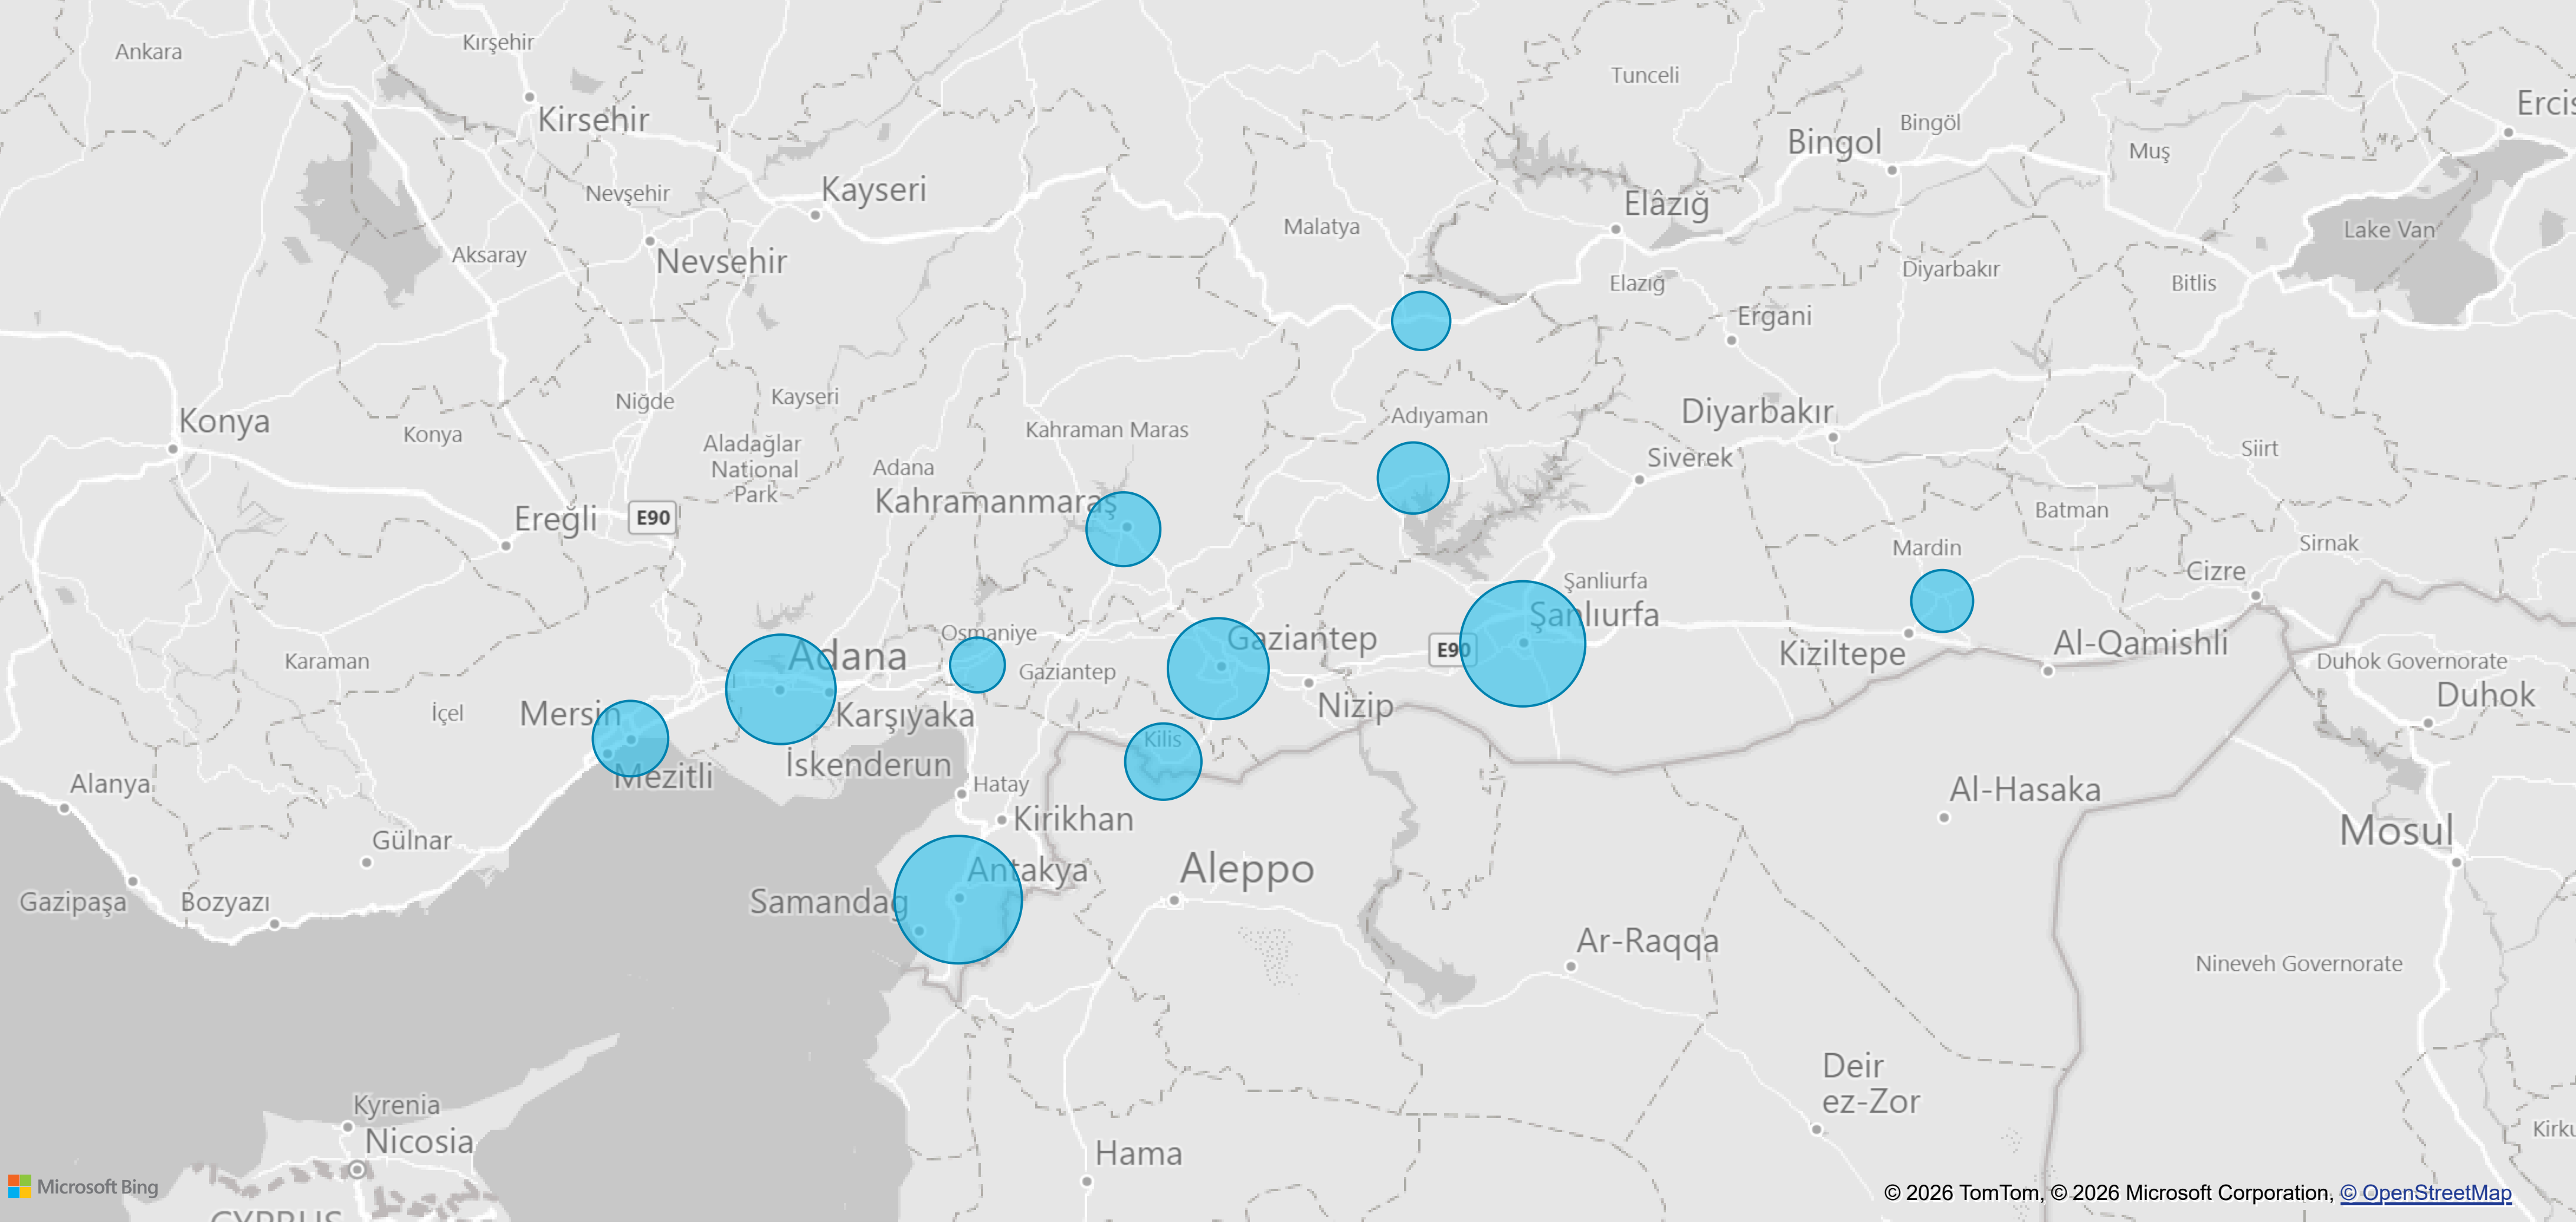 Ankara
Kırşehir
Kirsehir
Tunceli
Bingol
Bingöl
Muş
Kayseri
Nevşehir
Elâzığ
Malatya
Lake Van
Aksaray
Nevsehir
Elazığ
Diyarbakır
Bitlis
Ergani
Kayseri
Niğde
Konya
Konya
Kahraman Maras
Adıyaman
Diyarbakır
Aladağlar
National
Park
Adana
Siverek
Siirt
Kahramanmaraş
Ereğli
E90
Batman
Mardin
Sirnak
Cizre
Şanliurfa
Şanlıurfa
Osmaniye
Gaziantep
E90
Adana
Gaziantep
Kiziltepe
Al-Qamishli
Duhok Governorate
Karaman
Duhok
İçel
Mersin
Karşıyaka
Nizip
Kilis
Mezitli
İskenderun
Hatay
Alanya
Al-Hasaka
Kirikhan
Mosul
Gülnar
Antakya
Aleppo
Gazipaşa
Bozyazı
Samandag
Ar-Raqqa
Nineveh Governorate
Deir
ez-Zor
Kyrenia
Nicosia
Hama
Microsoft Bing
© 2026 TomTom, © 2026 Microsoft Corporation, © OpenStreetMap